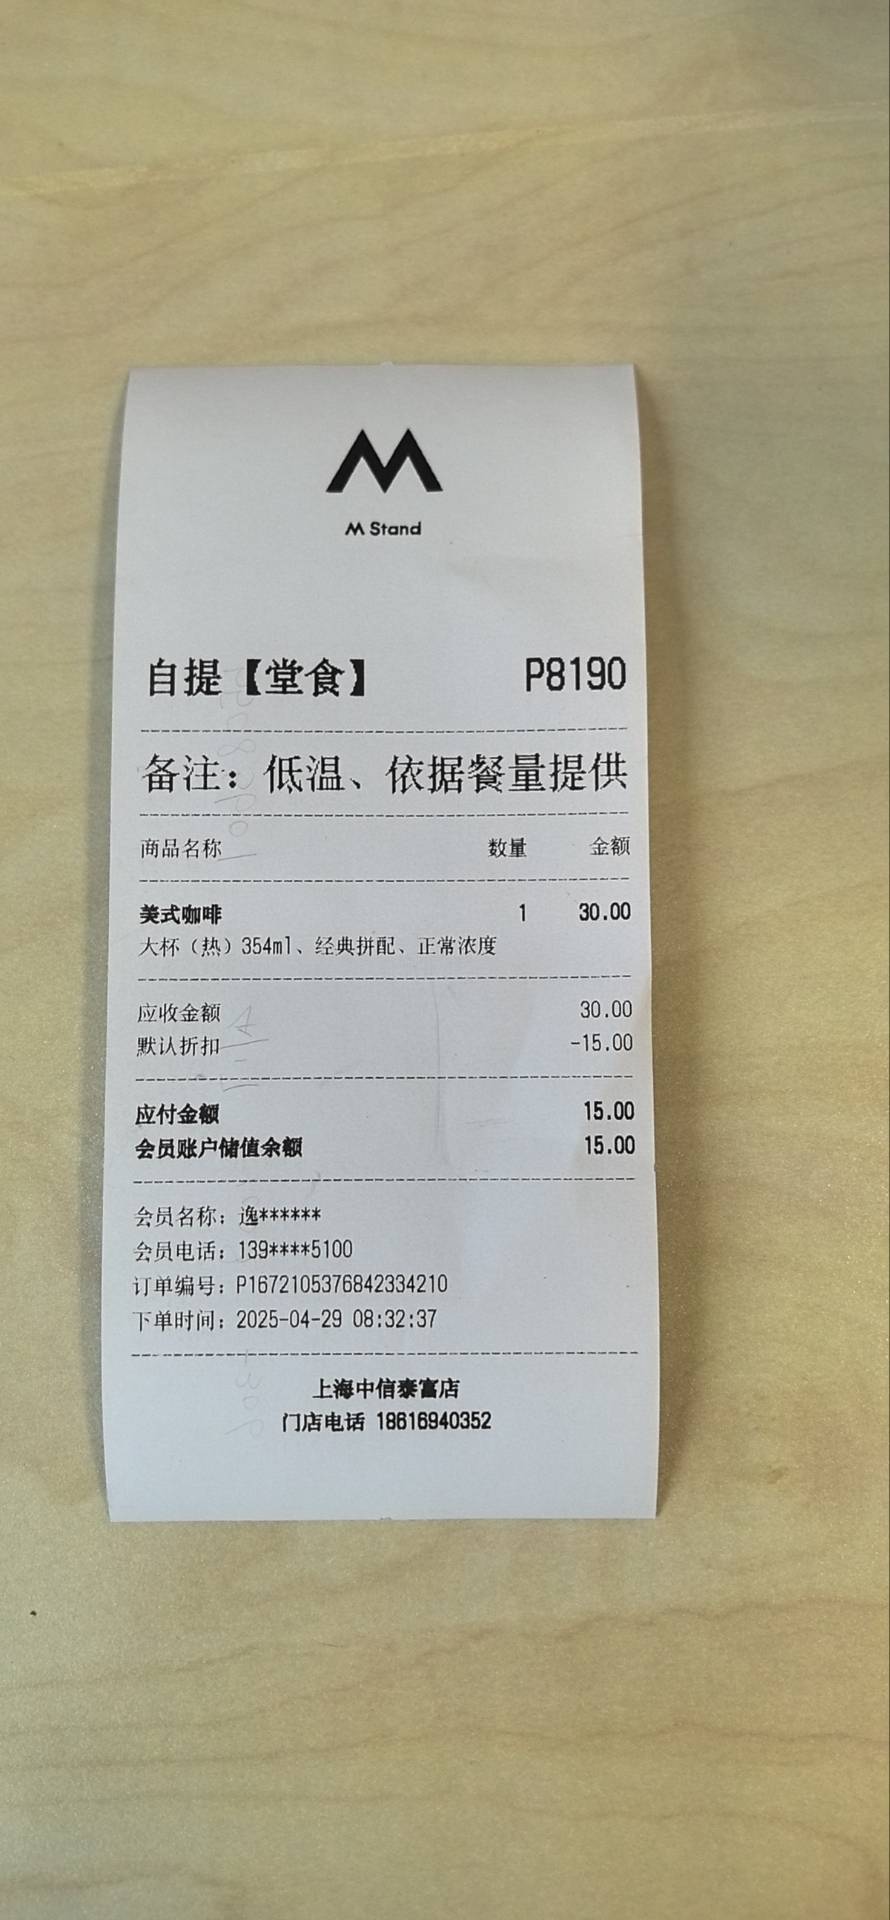 M Stand
自提【堂食】 P8190
备注：低温、依据餐量提供
商品名称 数量 金额
美式咖啡 1 30.00
大杯（热）354ml、经典拼配、正常浓度
应收金额 30.00
默认折扣 -15.00
应付金额 15.00
会员账户储值余额 15.00
会员名称：逸******
会员电话：139****5100
订单编号：P1672105376842334210
下单时间：2025-04-29 08:32:37
上海中信泰富店
门店电话 18616940352